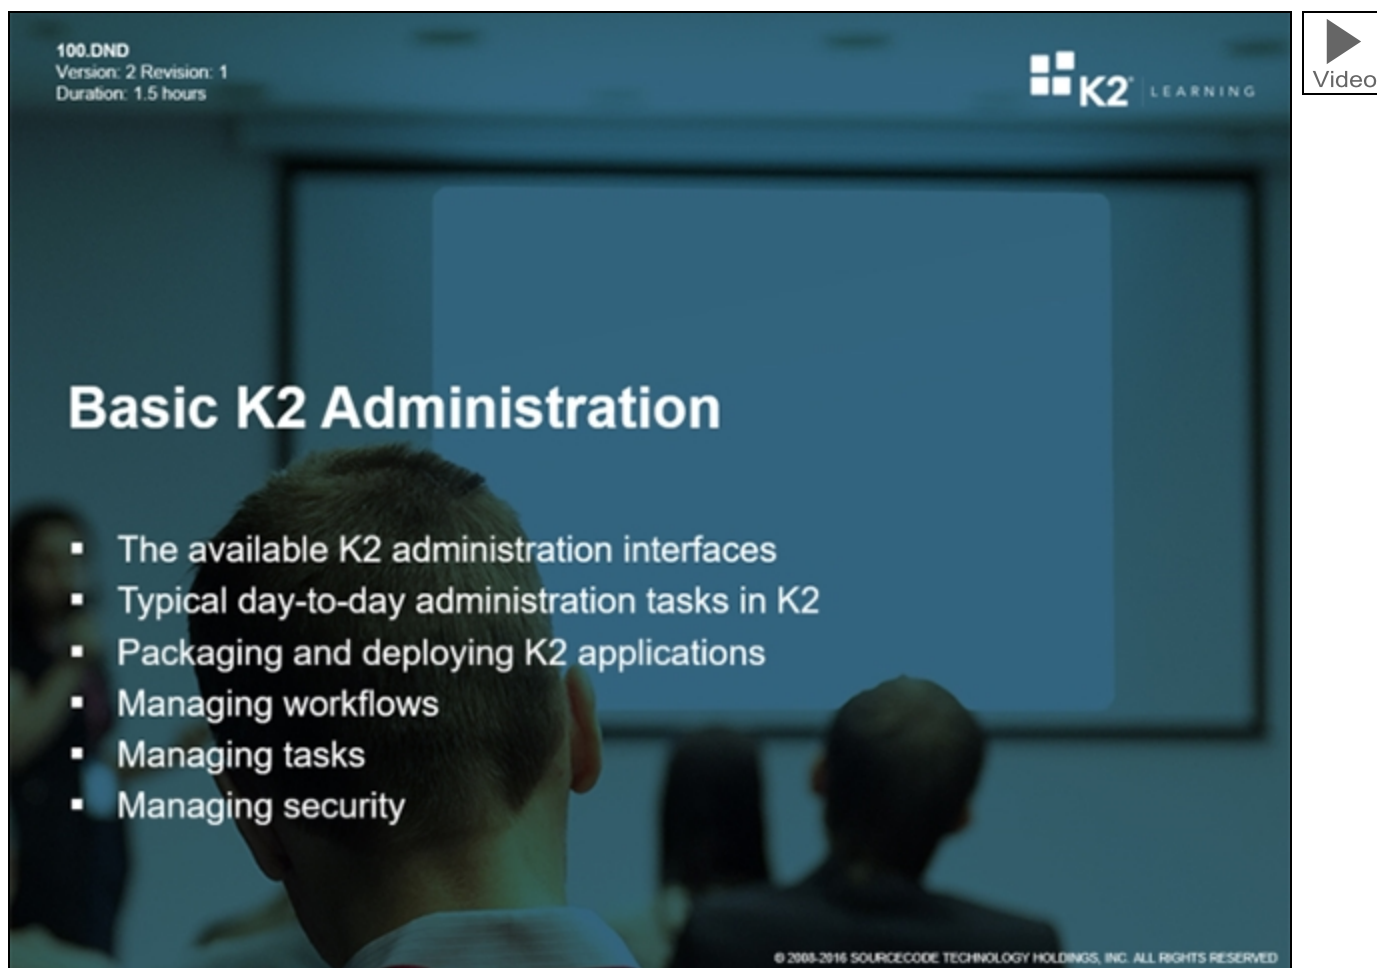 100.DND
Version: 2 Revision: 1
Duration: 1.5 hours
K2 LEARNING
Video
Basic K2 Administration
The available K2 administration interfaces
Typical day-to-day administration tasks in K2
Packaging and deploying K2 applications
Managing workflows
Managing tasks
Managing security
© 2008-2016 SOURCECODE TECHNOLOGY HOLDINGS, INC. ALL RIGHTS RESERVED